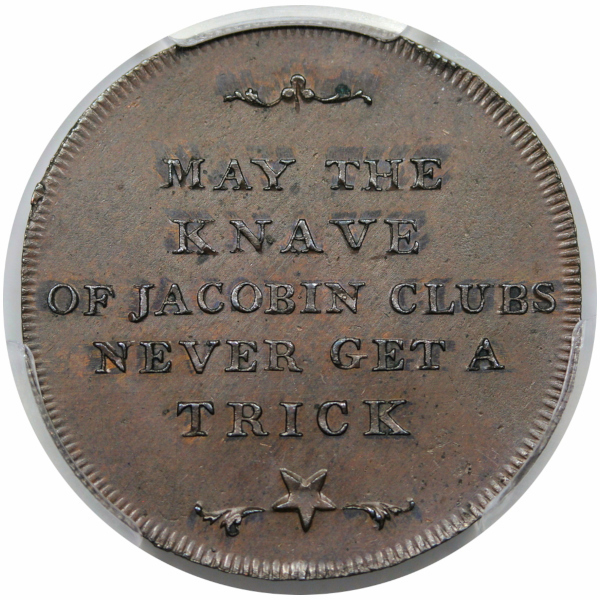 MAY THE
KNAVE
OF JACOBIN CLUBS
NEVER GET A
TRICK